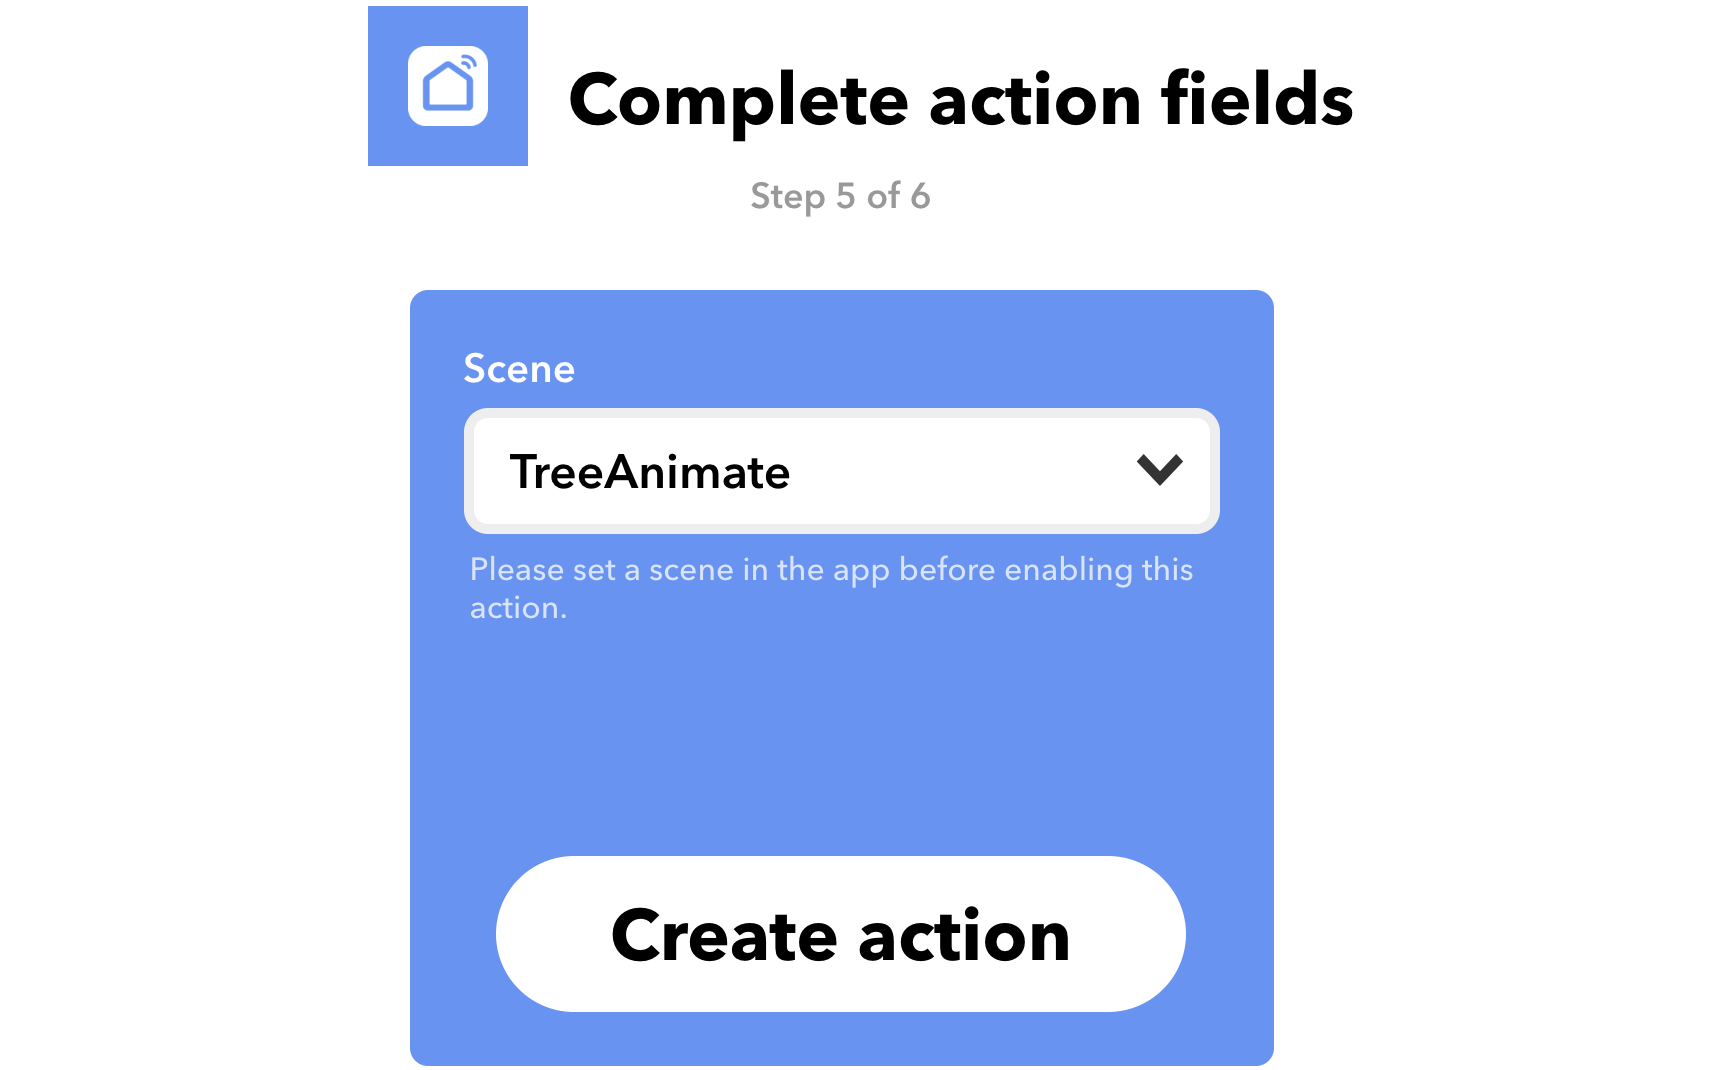 Complete action fields
Step 5 of 6
Scene
TreeAnimate
Please set a scene in the app before enabling this
action.
Create action